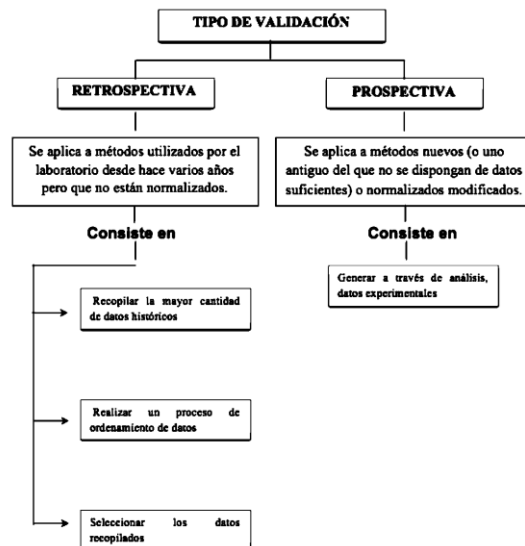 TIPO DE VALIDACIÓN
RETROSPECTIVA
PROSPECTIVA
Se aplica a métodos utilizados por el
laboratorio desde hace varios años
pero que no están normalizados.
Se aplica a métodos nuevos (o uno
antiguo del que no se dispongan de datos
suficientes) o normalizados modificados.
Consiste en
Consiste en
Generar a través de análisis,
datos experimentales
Recopilar la mayor cantidad
de datos históricos
Realizar un proceso de
ordenamiento de datos
Seleccionar los datos
recopilados